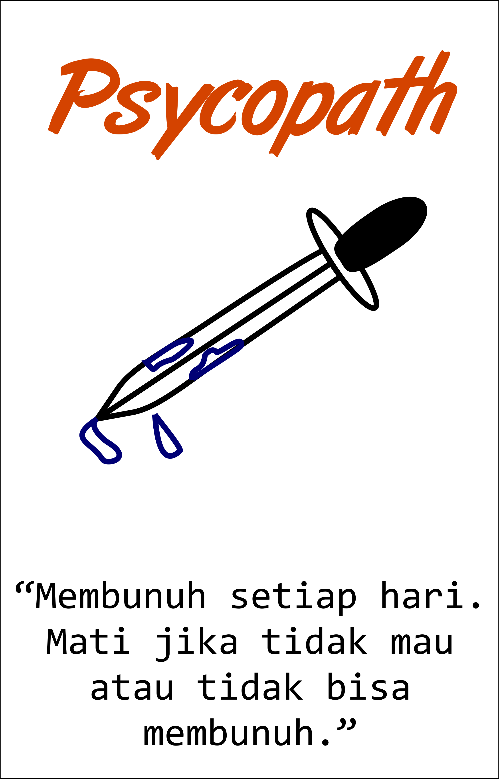 Psycopath
“Membunuh setiap hari.
Mati jika tidak mau
atau tidak bisa
membunuh.”